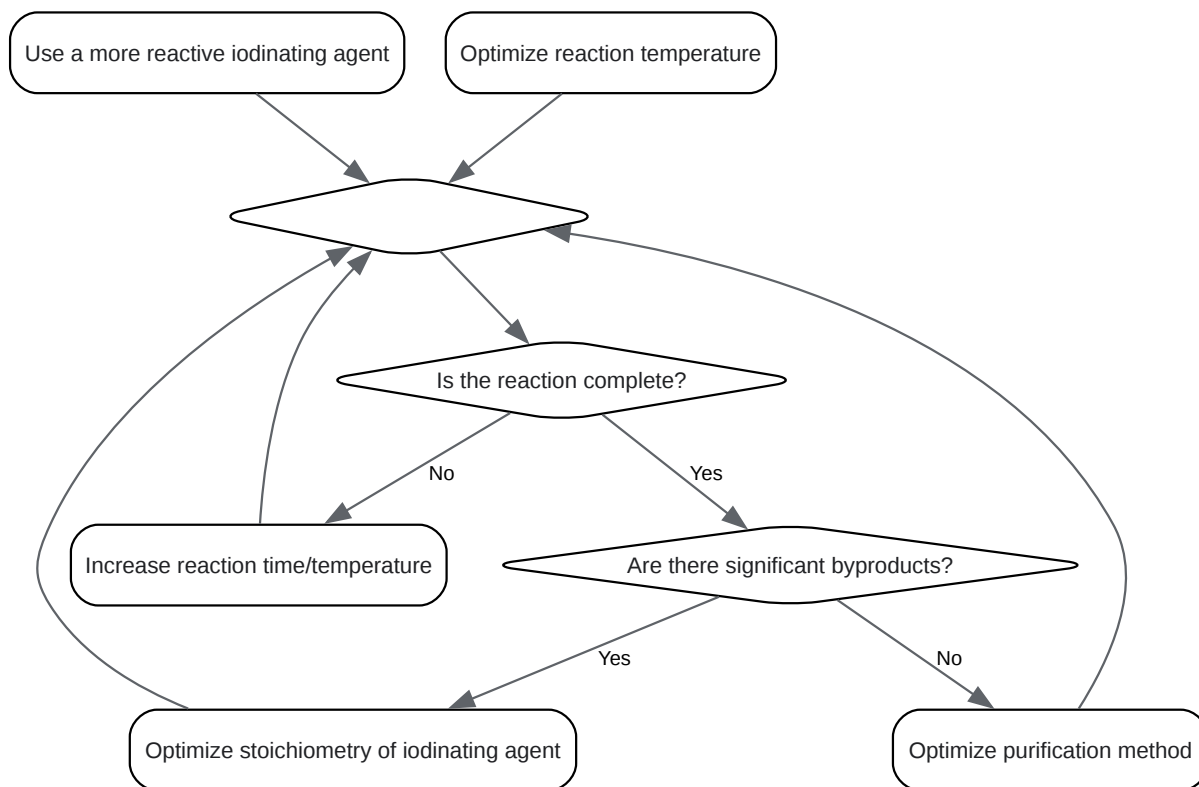 Use a more reactive iodinating agent
Optimize reaction temperature
Is the reaction complete?
No
Yes
Increase reaction time/temperature
Are there significant byproducts?
Yes
No
Optimize stoichiometry of iodinating agent
Optimize purification method